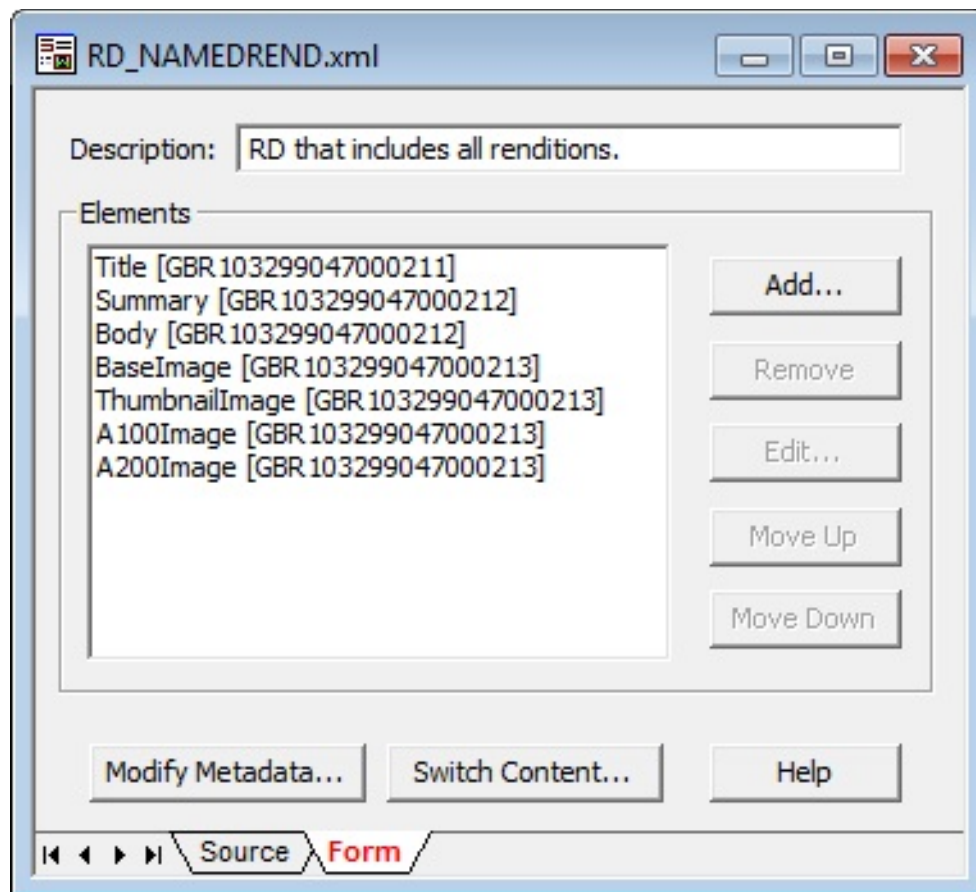 RD_NAMEDREND.xml
Description: RD that includes all renditions.
Elements
Title [GBR103299047000211]
Summary [GBR103299047000212]
Body [GBR103299047000212]
BaseImage [GBR103299047000213]
ThumbnailImage [GBR103299047000213]
A100Image [GBR103299047000213]
A200Image [GBR103299047000213]
Add...
Remove
Edit...
Move Up
Move Down
Modify Metadata... Switch Content... Help
Source Form